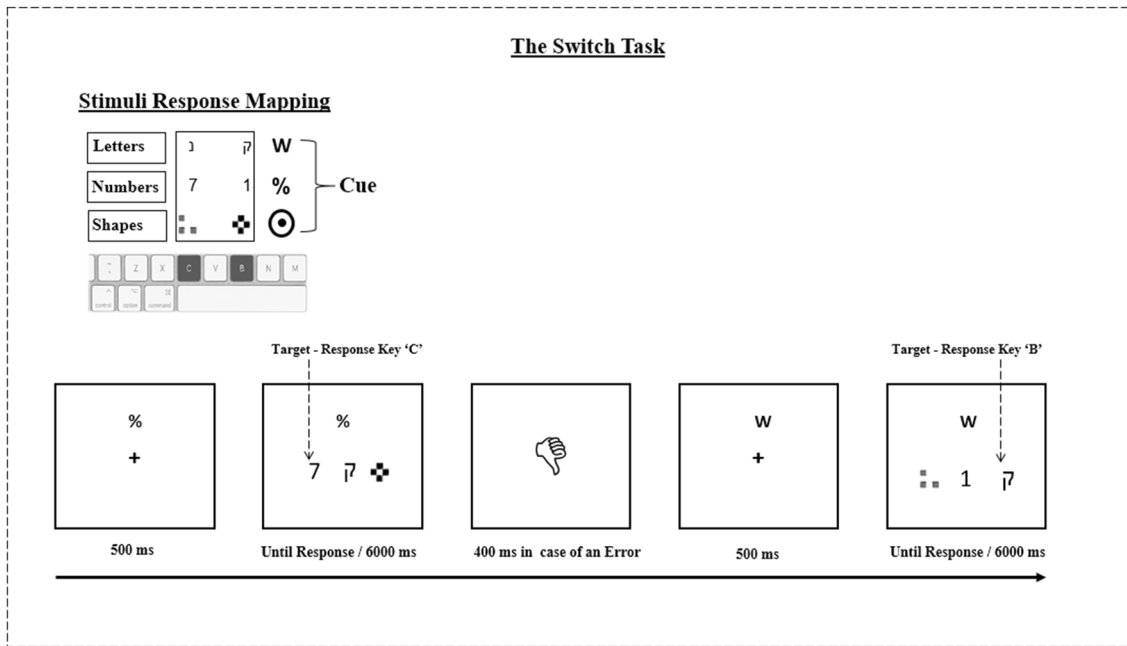 The Switch Task
Stimuli Response Mapping
Letters נ ק W
Numbers 7 1 % Cue
Shapes
~ Z X C V B N M
control option command
Target - Response Key ‘C’ Target - Response Key ‘B’
% % W W
+ +
7 ק 1 ק
500 ms Until Response / 6000 ms 400 ms in case of an Error 500 ms Until Response / 6000 ms